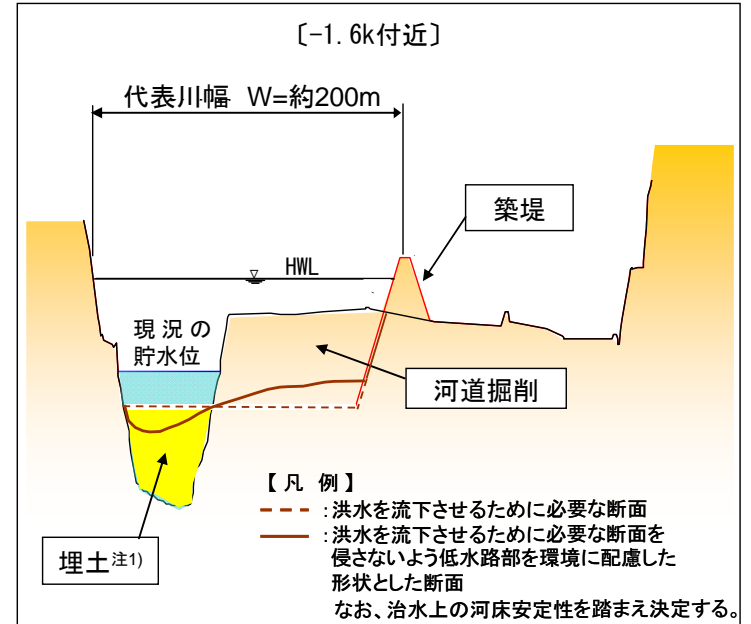 〔-1.6k付近〕
代表川幅 W=約200m
築堤
HWL
現況の
貯水位
河道掘削
【凡 例】
:洪水を流下させるために必要な断面
:洪水を流下させるために必要な断面を
侵さないよう低水路部を環境に配慮した
形状とした断面
なお、治水上の河床安定性を踏まえ決定する。
埋土注1)